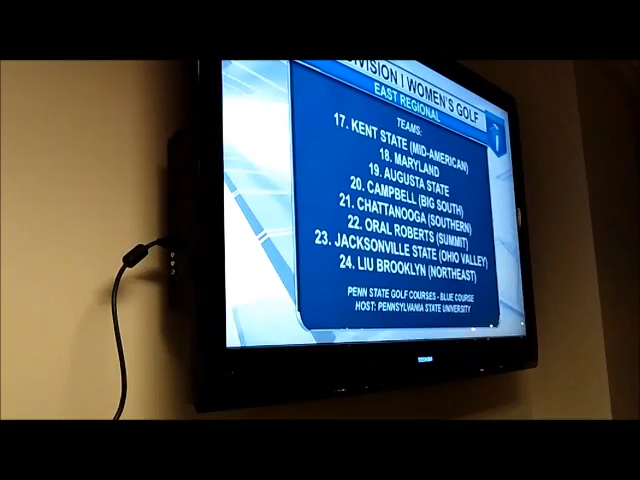 DIVISION I WOMEN'S GOLF
EAST REGIONAL
TEAMS:
17. KENT STATE (MID-AMERICAN)
18. MARYLAND
19. AUGUSTA STATE
20. CAMPBELL (BIG SOUTH)
21. CHATTANOOGA (SOUTHERN)
22. ORAL ROBERTS (SUMMIT)
23. JACKSONVILLE STATE (OHIO VALLEY)
24. LIU BROOKLYN (NORTHEAST)
PENN STATE GOLF COURSES - BLUE COURSE
HOST: PENNSYLVANIA STATE UNIVERSITY
TOSHIBA